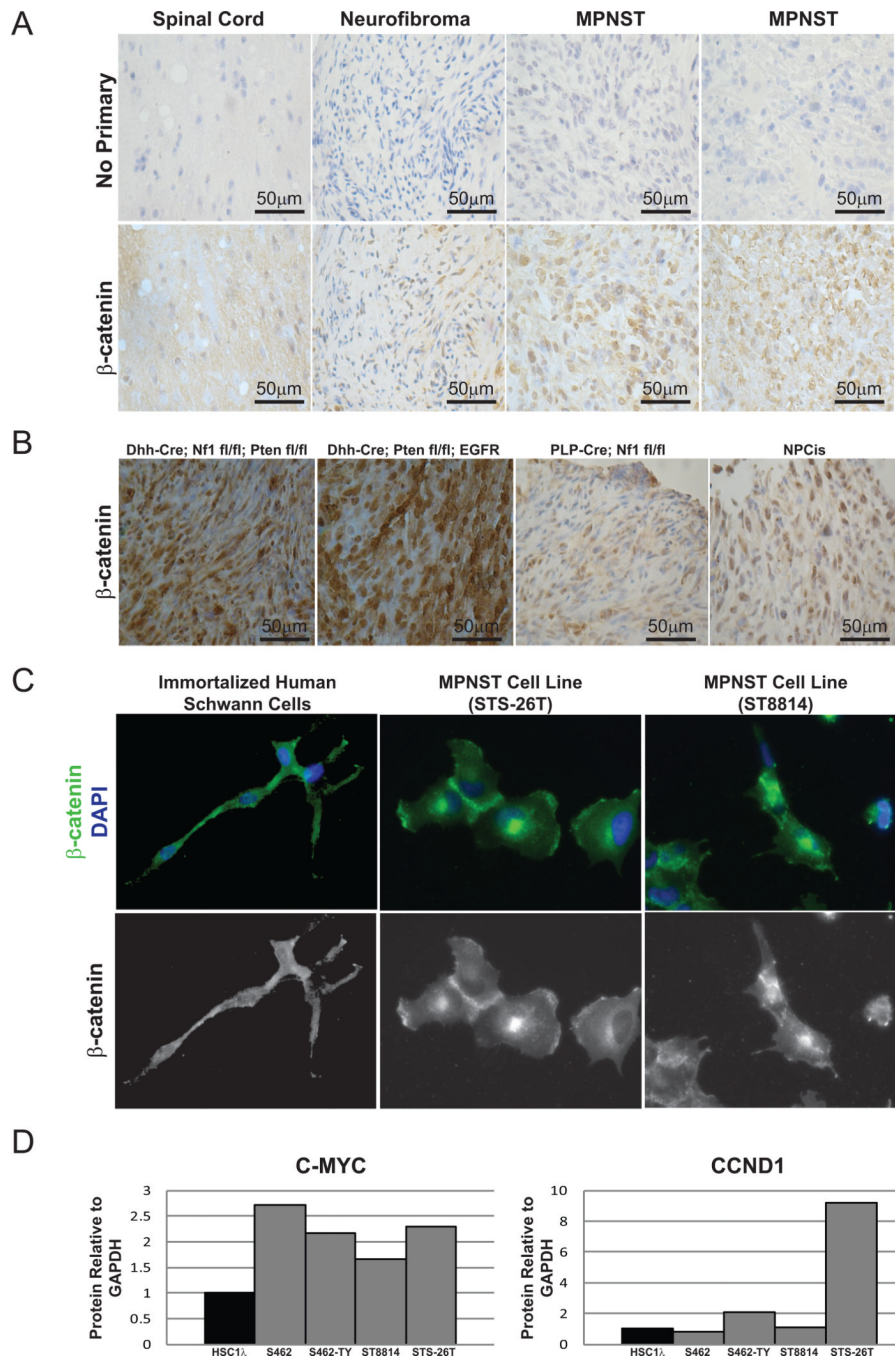 A
Spinal Cord
Neurofibroma
MPNST
MPNST
No Primary
50μm
50μm
50μm
50μm
β-catenin
50μm
50μm
50μm
50μm
B
Dhh-Cre; Nf1 fl/fl; Pten fl/fl
Dhh-Cre; Pten fl/fl; EGFR
PLP-Cre; Nf1 fl/fl
NPCis
β-catenin
50μm
50μm
50μm
50μm
C
Immortalized Human
Schwann Cells
MPNST Cell Line
(STS-26T)
MPNST Cell Line
(ST8814)
β-catenin
DAPI
β-catenin
D
C-MYC
Protein Relative to
GAPDH
3
2.5
2
1.5
1
0.5
0
HSC1λ
S462
S462-TY
ST8814
STS-26T
CCND1
Protein Relative to
GAPDH
10
8
6
4
2
0
HSC1λ
S462
S462-TY
ST8814
STS-26T